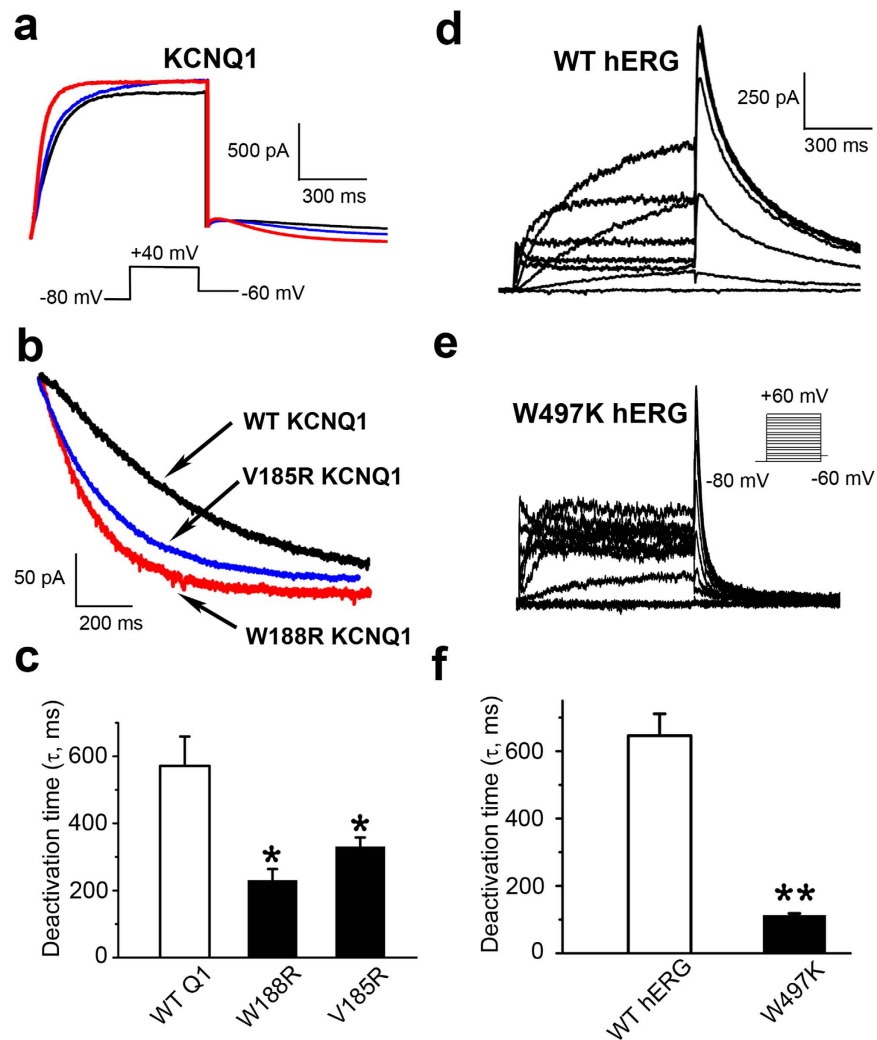 a
KCNQ1
500 pA
300 ms
+40 mV
-80 mV
-60 mV
b
WT KCNQ1
V185R KCNQ1
W188R KCNQ1
50 pA
200 ms
c
Deactivation time (τ, ms)
600
400
200
0
*
*
WT Q1
W188R
V185R
d
WT hERG
250 pA
300 ms
e
W497K hERG
+60 mV
-80 mV
-60 mV
f
Deactivation time (τ, ms)
600
400
200
0
**
WT hERG
W497K